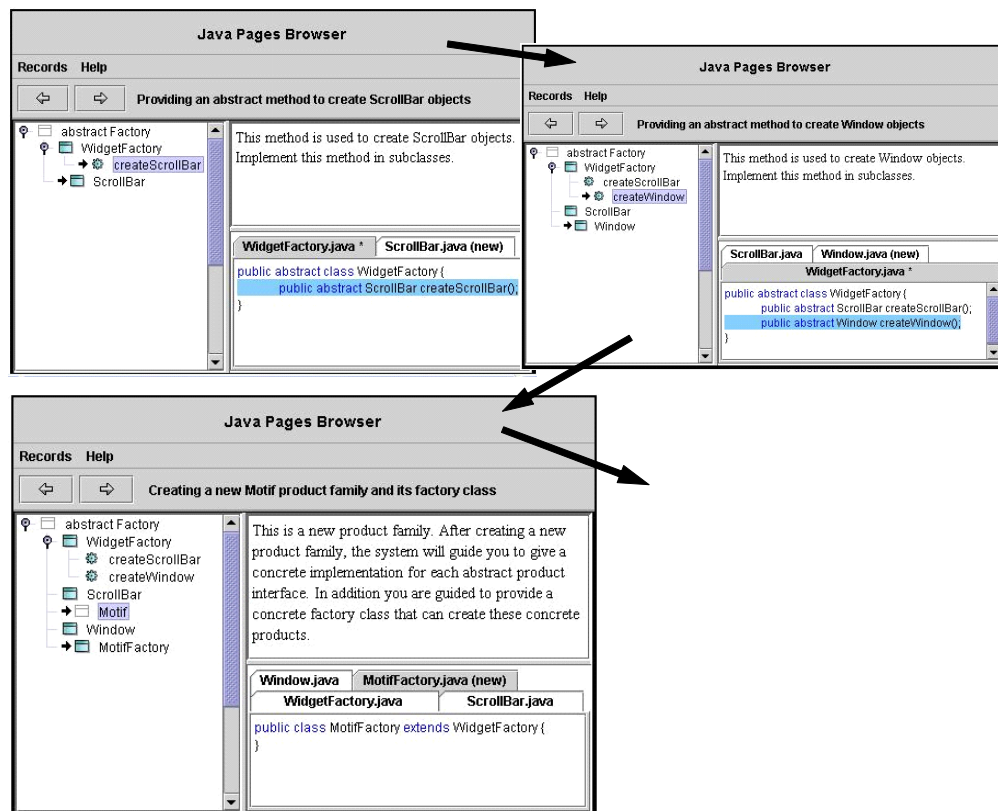 Java Pages Browser
Records Help
Providing an abstract method to create ScrollBar objects
abstract Factory
WidgetFactory
createScrollBar
ScrollBar
This method is used to create ScrollBar objects.
Implement this method in subclasses.
WidgetFactory.java * ScrollBar.java (new)
public abstract class WidgetFactory {
public abstract ScrollBar createScrollBar();
}
Java Pages Browser
Records Help
Providing an abstract method to create Window objects
abstract Factory
WidgetFactory
createScrollBar
createWindow
ScrollBar
Window
This method is used to create Window objects.
Implement this method in subclasses.
ScrollBar.java Window.java (new)
WidgetFactory.java *
public abstract class WidgetFactory {
public abstract ScrollBar createScrollBar();
public abstract Window createWindow();
}
Java Pages Browser
Records Help
Creating a new Motif product family and its factory class
abstract Factory
WidgetFactory
createScrollBar
createWindow
ScrollBar
Motif
Window
MotifFactory
This is a new product family. After creating a new
product family, the system will guide you to give a
concrete implementation for each abstract product
interface. In addition you are guided to provide a
concrete factory class that can create these concrete
products.
Window.java MotifFactory.java (new)
WidgetFactory.java ScrollBar.java
public class MotifFactory extends WidgetFactory {
}